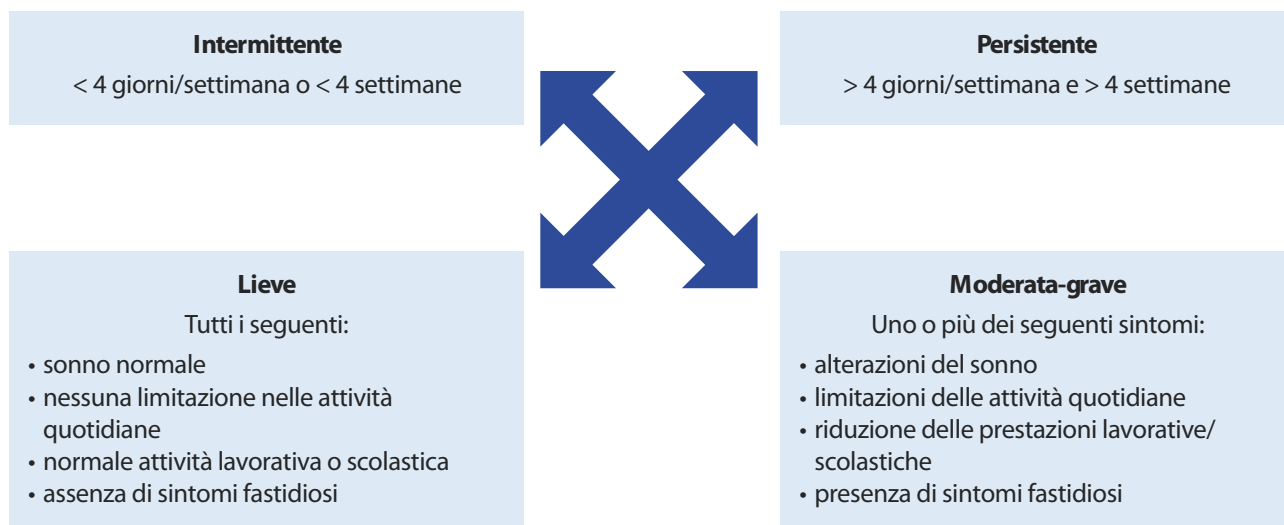 Intermittente
< 4 giorni/settimana o < 4 settimane
Persistente
> 4 giorni/settimana e > 4 settimane
Lieve
Tutti i seguenti:
• sonno normale
• nessuna limitazione nelle attività
quotidiane
• normale attività lavorativa o scolastica
• assenza di sintomi fastidiosi
Moderata-grave
Uno o più dei seguenti sintomi:
• alterazioni del sonno
• limitazioni delle attività quotidiane
• riduzione delle prestazioni lavorative/
scolastiche
• presenza di sintomi fastidiosi